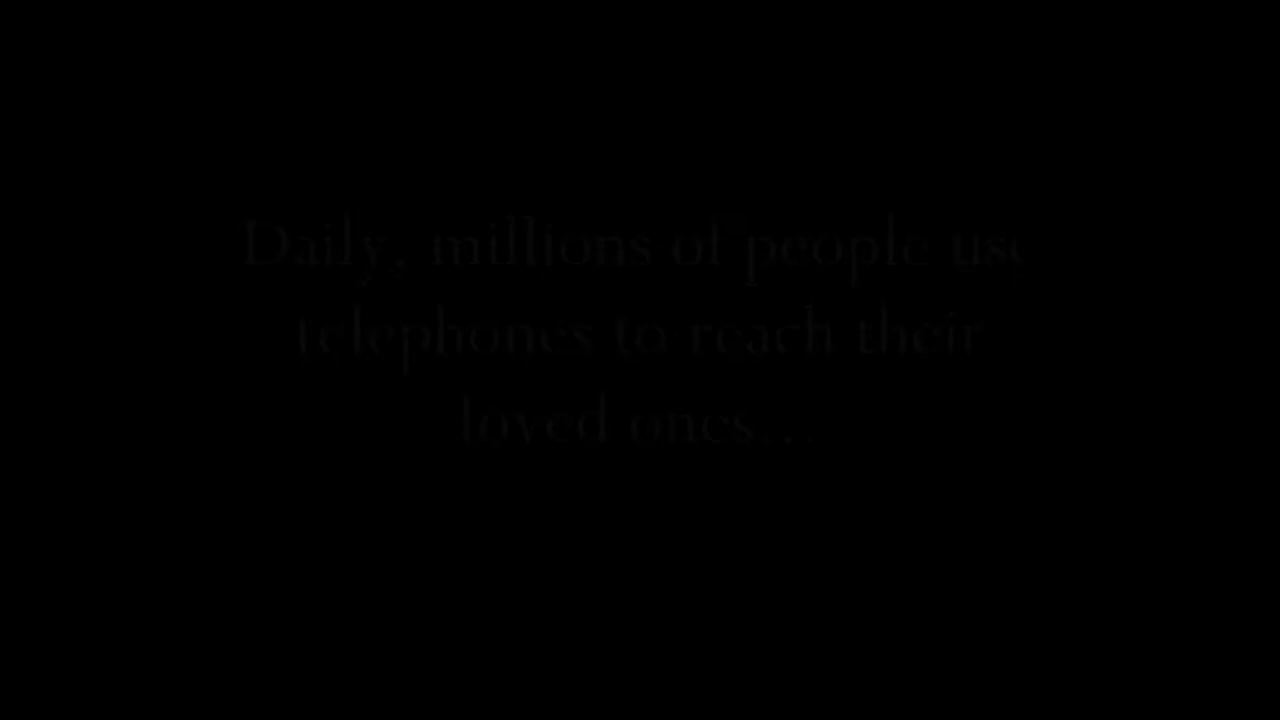 Daily, millions of people use
telephones to reach their
loved ones...